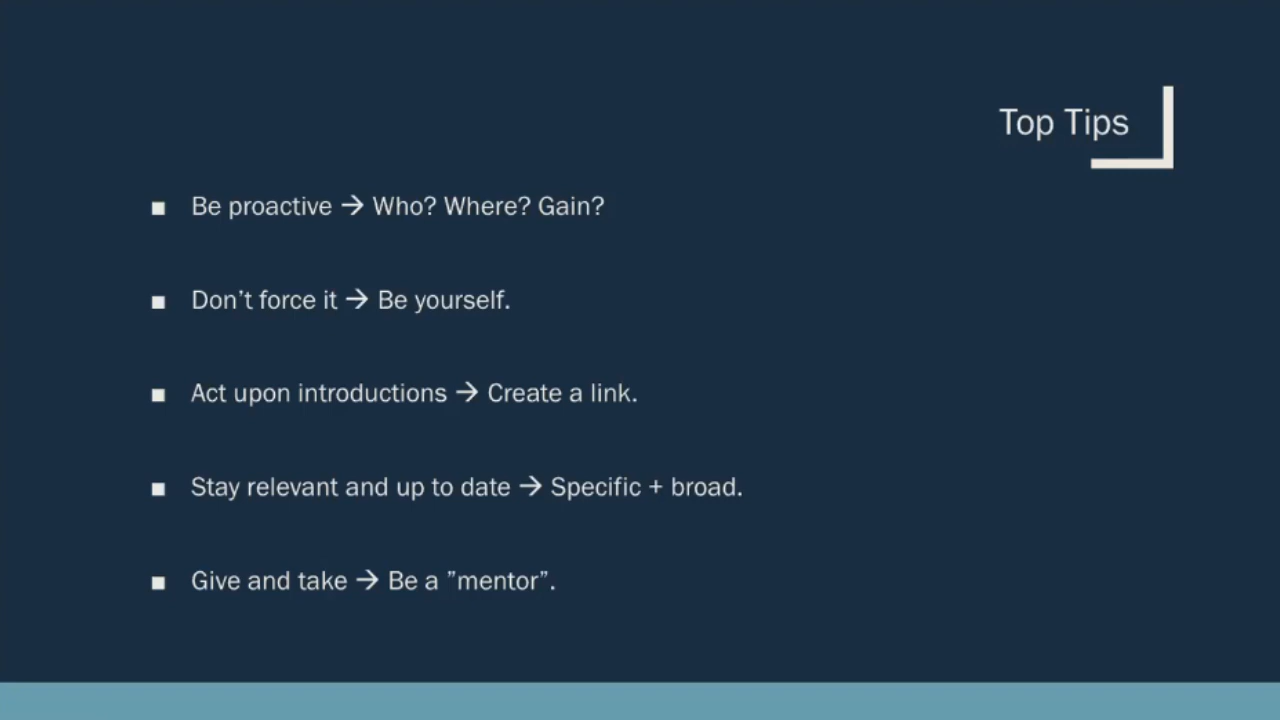 Top Tips
■ Be proactive → Who? Where? Gain?
■ Don't force it → Be yourself.
■ Act upon introductions → Create a link.
■ Stay relevant and up to date → Specific + broad.
■ Give and take → Be a ”mentor”.